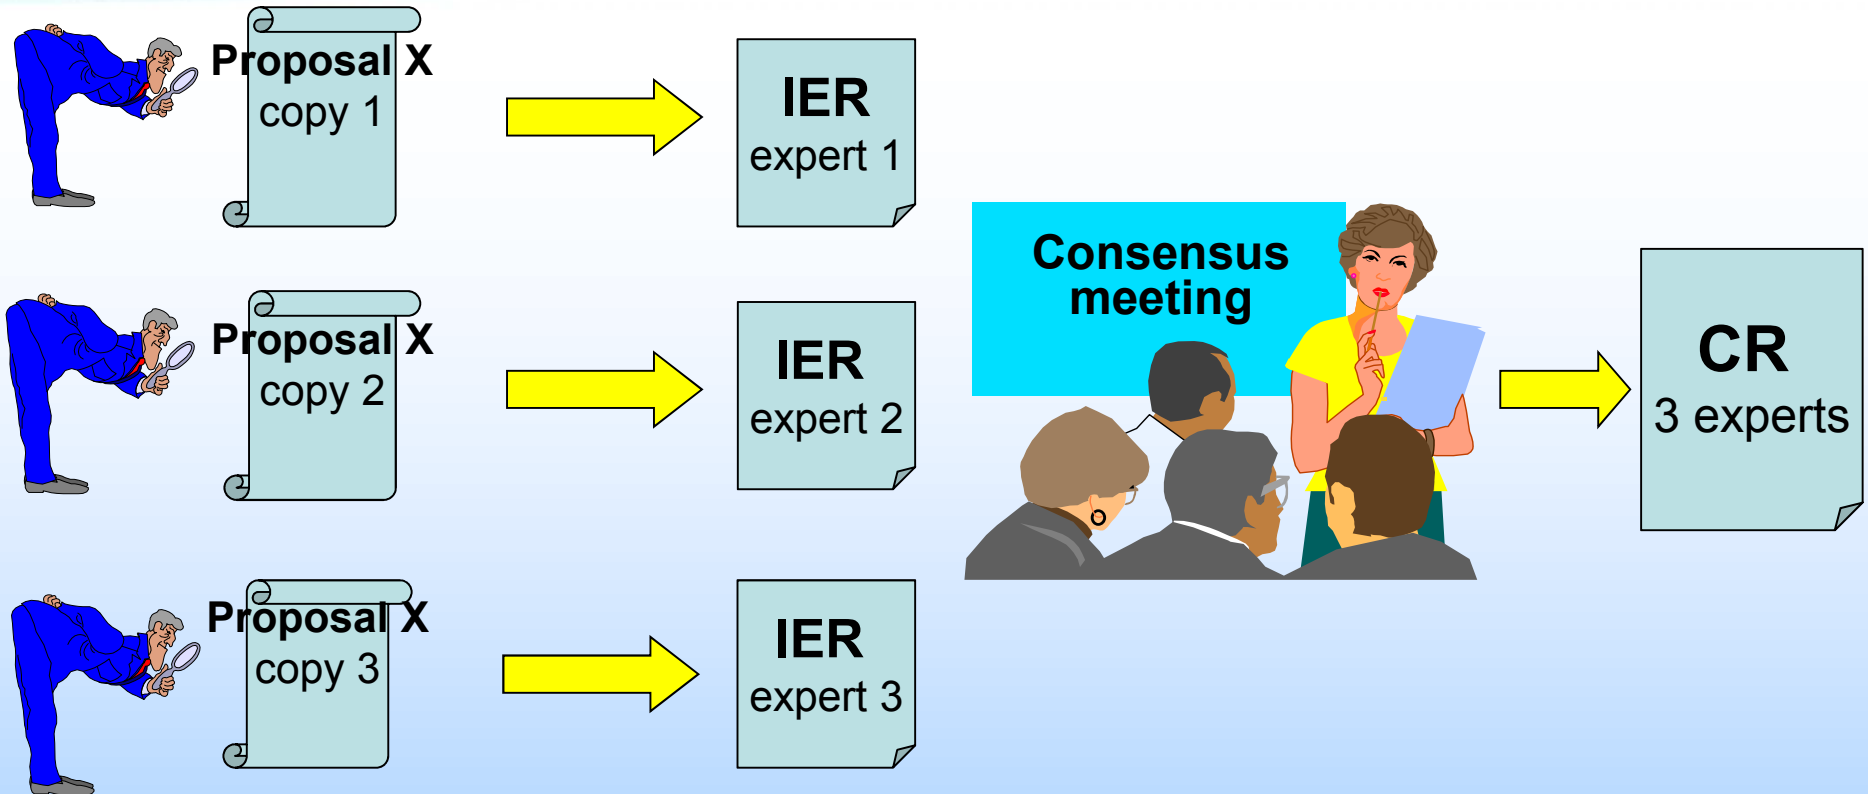 Proposal X
copy 1
IER
expert 1
Proposal X
copy 2
IER
expert 2
Proposal X
copy 3
IER
expert 3
Consensus
meeting
CR
3 experts